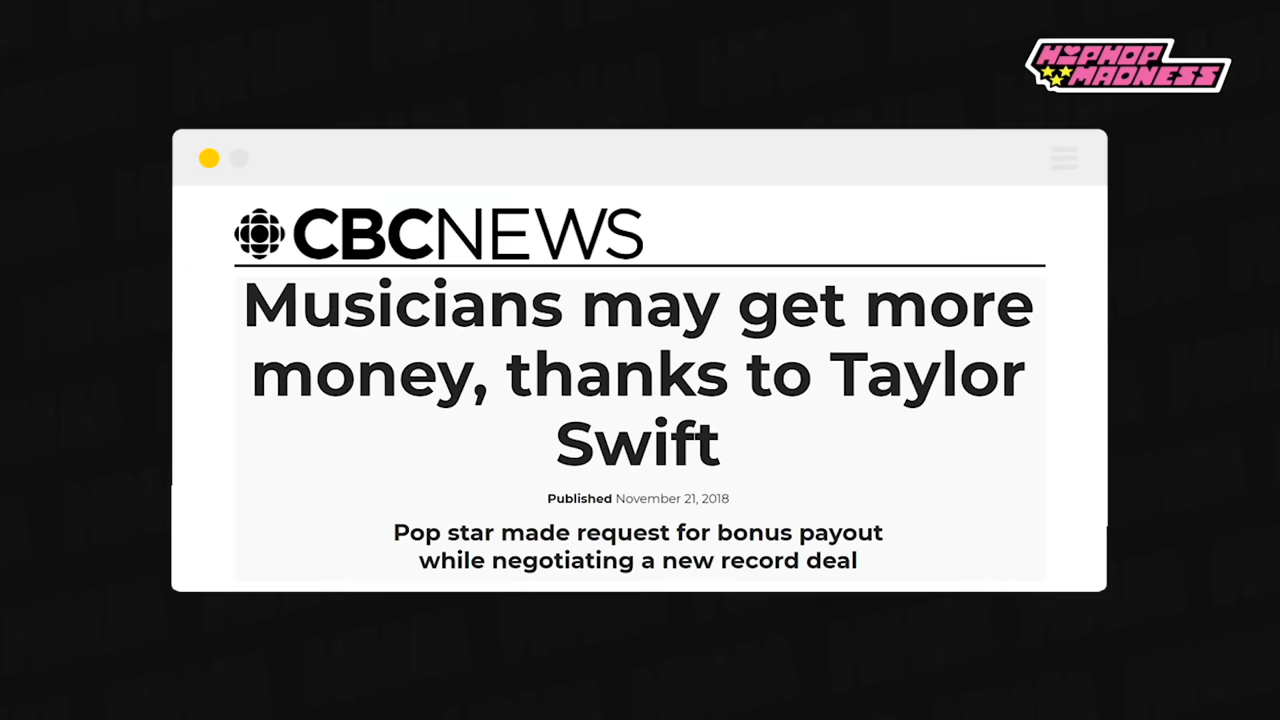 HIPHOP
MADNESS
CBCNEWS
Musicians may get more
money, thanks to Taylor
Swift
Published November 21, 2018
Pop star made request for bonus payout
while negotiating a new record deal